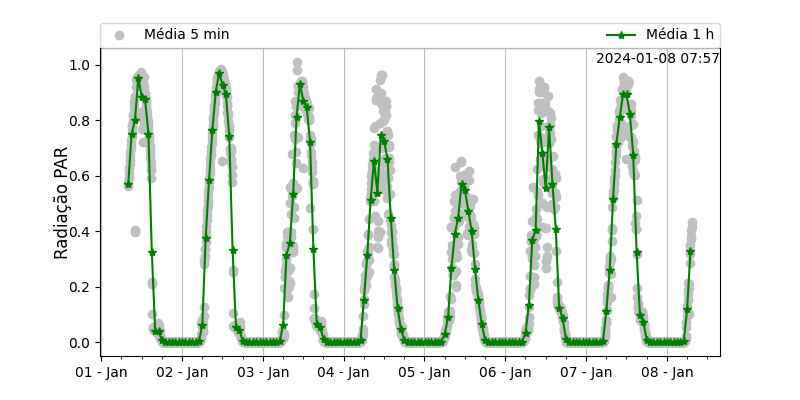 Média 5 min
Média 1 h
2024-01-08 07:57
Radiação PAR
1.0
0.8
0.6
0.4
0.2
0.0
01 - Jan
02 - Jan
03 - Jan
04 - Jan
05 - Jan
06 - Jan
07 - Jan
08 - Jan